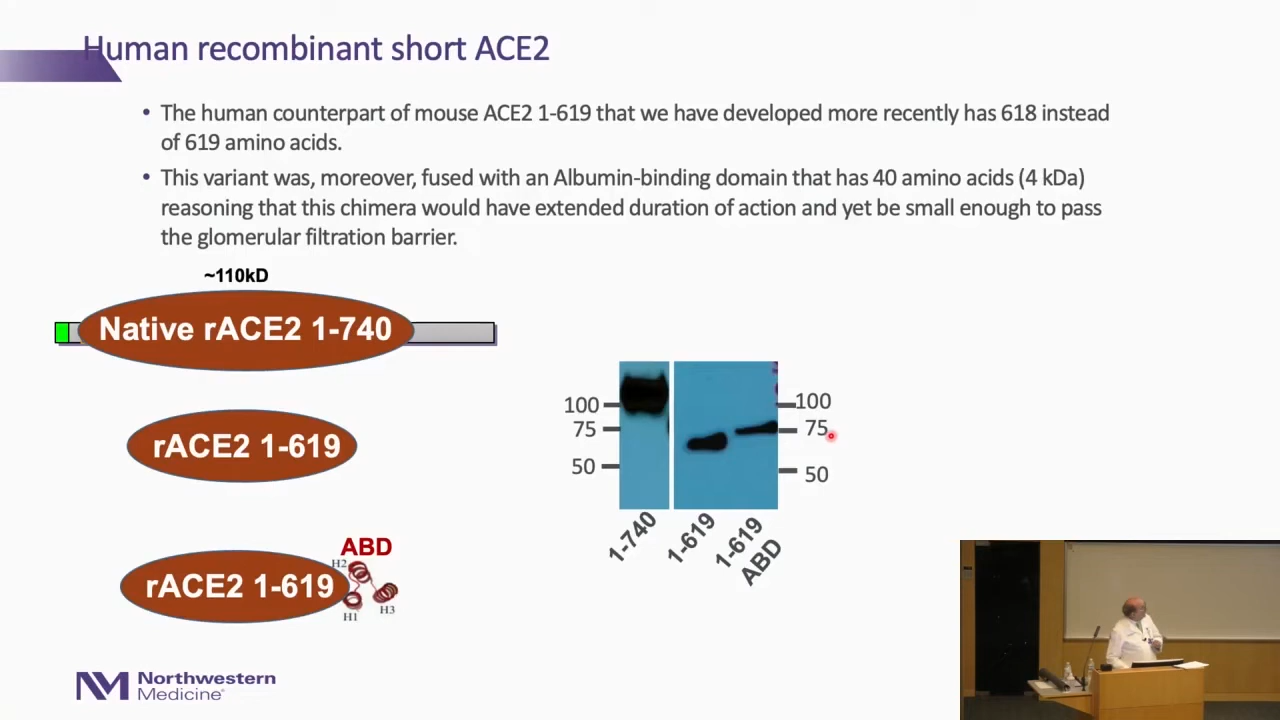 Human recombinant short ACE2
• The human counterpart of mouse ACE2 1-619 that we have developed more recently has 618 instead
of 619 amino acids.
• This variant was, moreover, fused with an Albumin-binding domain that has 40 amino acids (4 kDa)
reasoning that this chimera would have extended duration of action and yet be small enough to pass
the glomerular filtration barrier.
~110kD
Native rACE2 1-740
rACE2 1-619
ABD
H2
rACE2 1-619
H1
H3
100
75
50
100
75
50
1-740
1-619
1-619
ABD
Northwestern
Medicine®